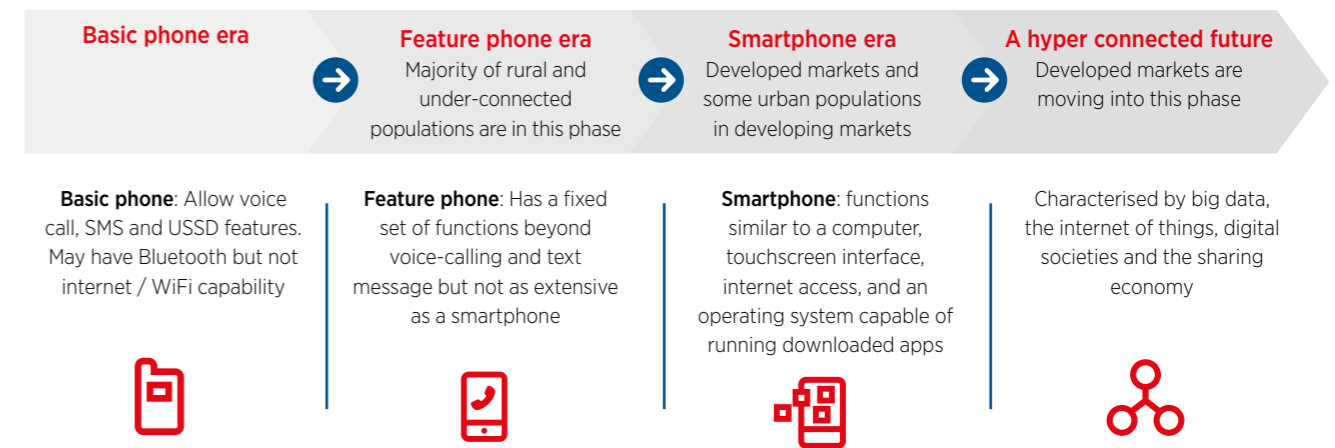 Basic phone era
Feature phone era
Majority of rural and
under-connected
populations are in this phase
Smartphone era
Developed markets and
some urban populations
in developing markets
A hyper connected future
Developed markets are
moving into this phase
Basic phone: Allow voice
call, SMS and USSD features.
May have Bluetooth but not
internet / WiFi capability
Feature phone: Has a fixed
set of functions beyond
voice-calling and text
message but not as extensive
as a smartphone
Smartphone: functions
similar to a computer,
touchscreen interface,
internet access, and an
operating system capable of
running downloaded apps
Characterised by big data,
the internet of things, digital
societies and the sharing
economy